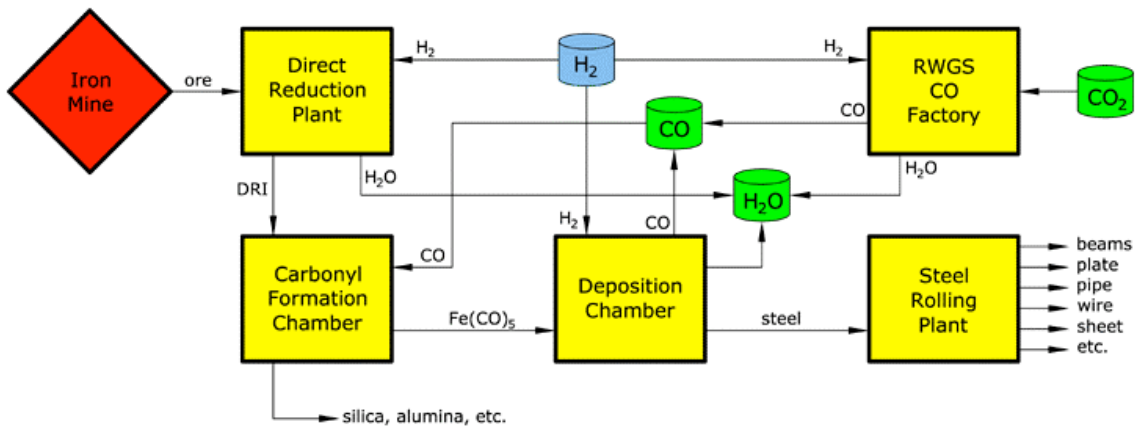 Iron
Mine
ore
Direct
Reduction
Plant
H₂
H₂
H₂
RWGS
CO
Factory
CO₂
CO
CO
H₂O
H₂O
H₂O
DRI
H₂
CO
CO
Carbonyl
Formation
Chamber
Fe(CO)₅
Deposition
Chamber
steel
Steel
Rolling
Plant
beams
plate
pipe
wire
sheet
etc.
silica, alumina, etc.